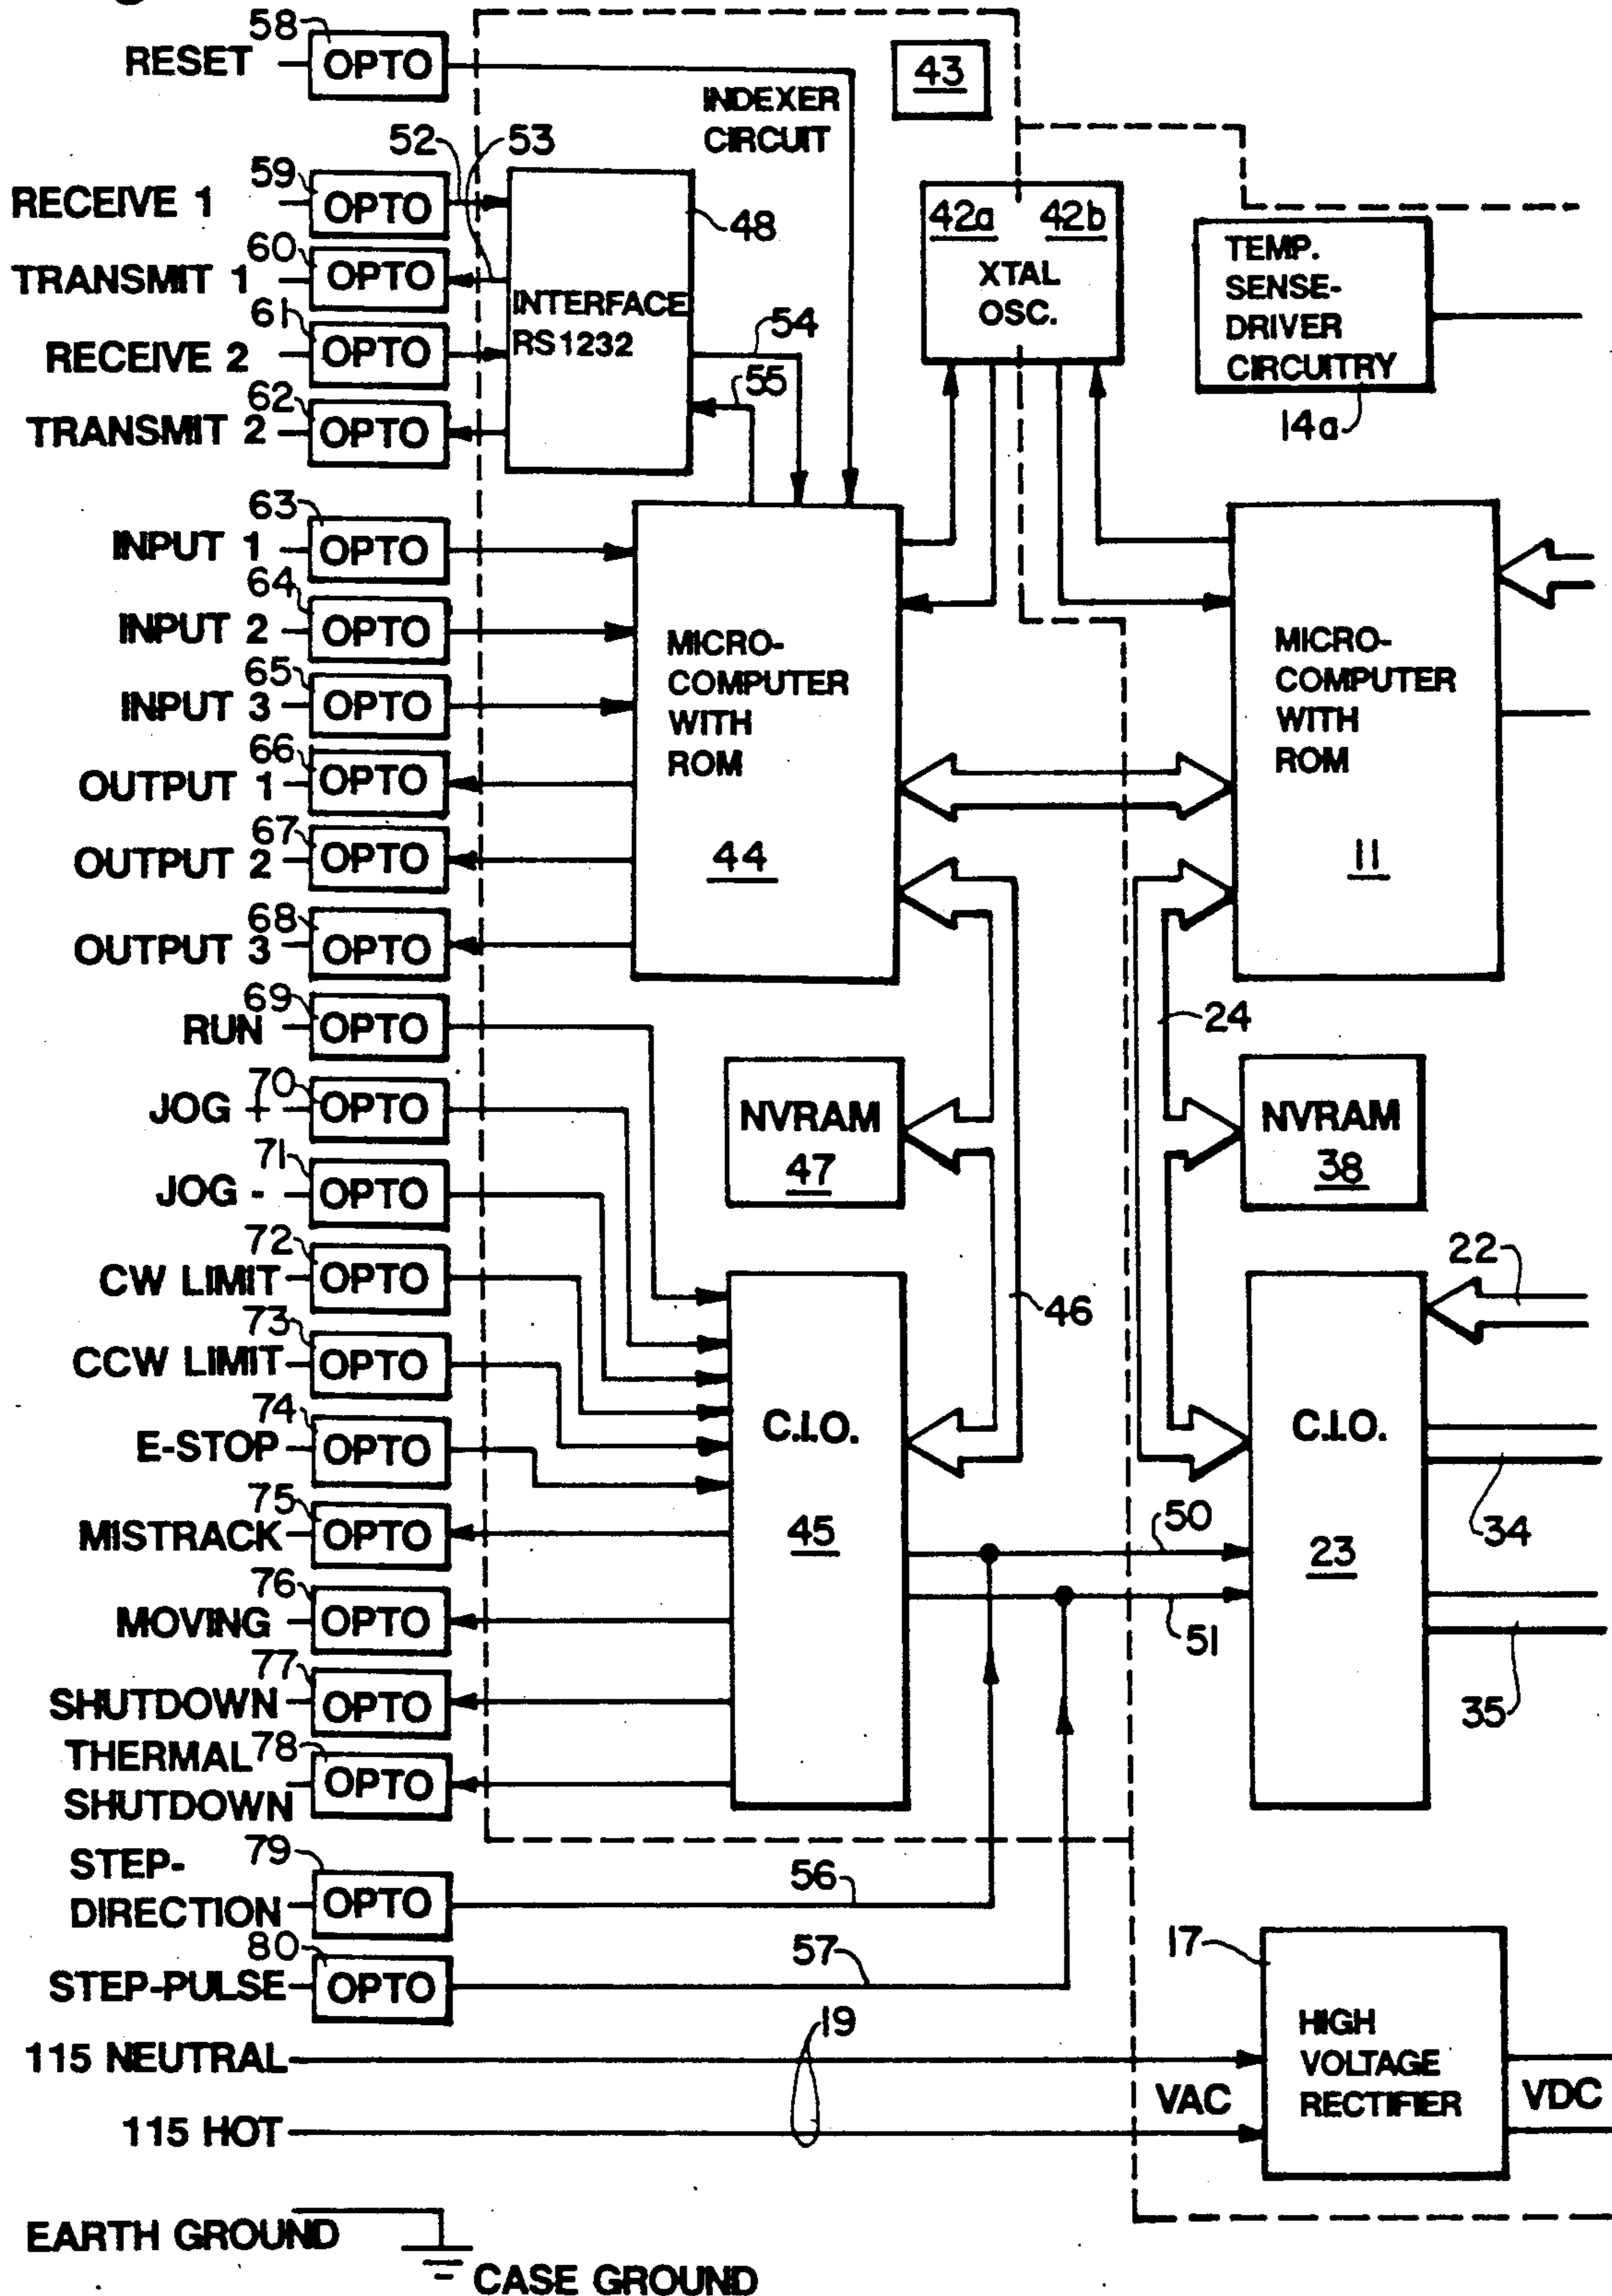 58
RESET
OPTO
INDEXER
CIRCUIT
43
52
53
59
RECEIVE 1
OPTO
48
42a
42b
XTAL
OSC.
TEMP.
SENSE-
DRIVER
CIRCUITRY
14a
60
TRANSMIT 1
OPTO
INTERFACE
RS1232
61
RECEIVE 2
OPTO
54
55
62
TRANSMIT 2
OPTO
63
INPUT 1
OPTO
64
INPUT 2
OPTO
MICRO-
COMPUTER
WITH
ROM
44
MICRO-
COMPUTER
WITH
ROM
11
65
INPUT 3
OPTO
66
OUTPUT 1
OPTO
67
OUTPUT 2
OPTO
68
OUTPUT 3
OPTO
69
RUN
OPTO
24
70
JOG +
OPTO
NVRAM
47
NVRAM
38
71
JOG -
OPTO
72
CW LIMIT
OPTO
22
46
73
CCW LIMIT
OPTO
74
E-STOP
OPTO
C.I.O.
45
C.I.O.
23
34
75
MISTRACK
OPTO
50
76
MOVING
OPTO
51
77
SHUTDOWN
OPTO
35
THERMAL
SHUTDOWN
78
OPTO
STEP-
DIRECTION
79
OPTO
56
80
STEP-PULSE
OPTO
57
17
HIGH
VOLTAGE
RECTIFIER
19
115 NEUTRAL
VAC
VDC
115 HOT
EARTH GROUND
CASE GROUND